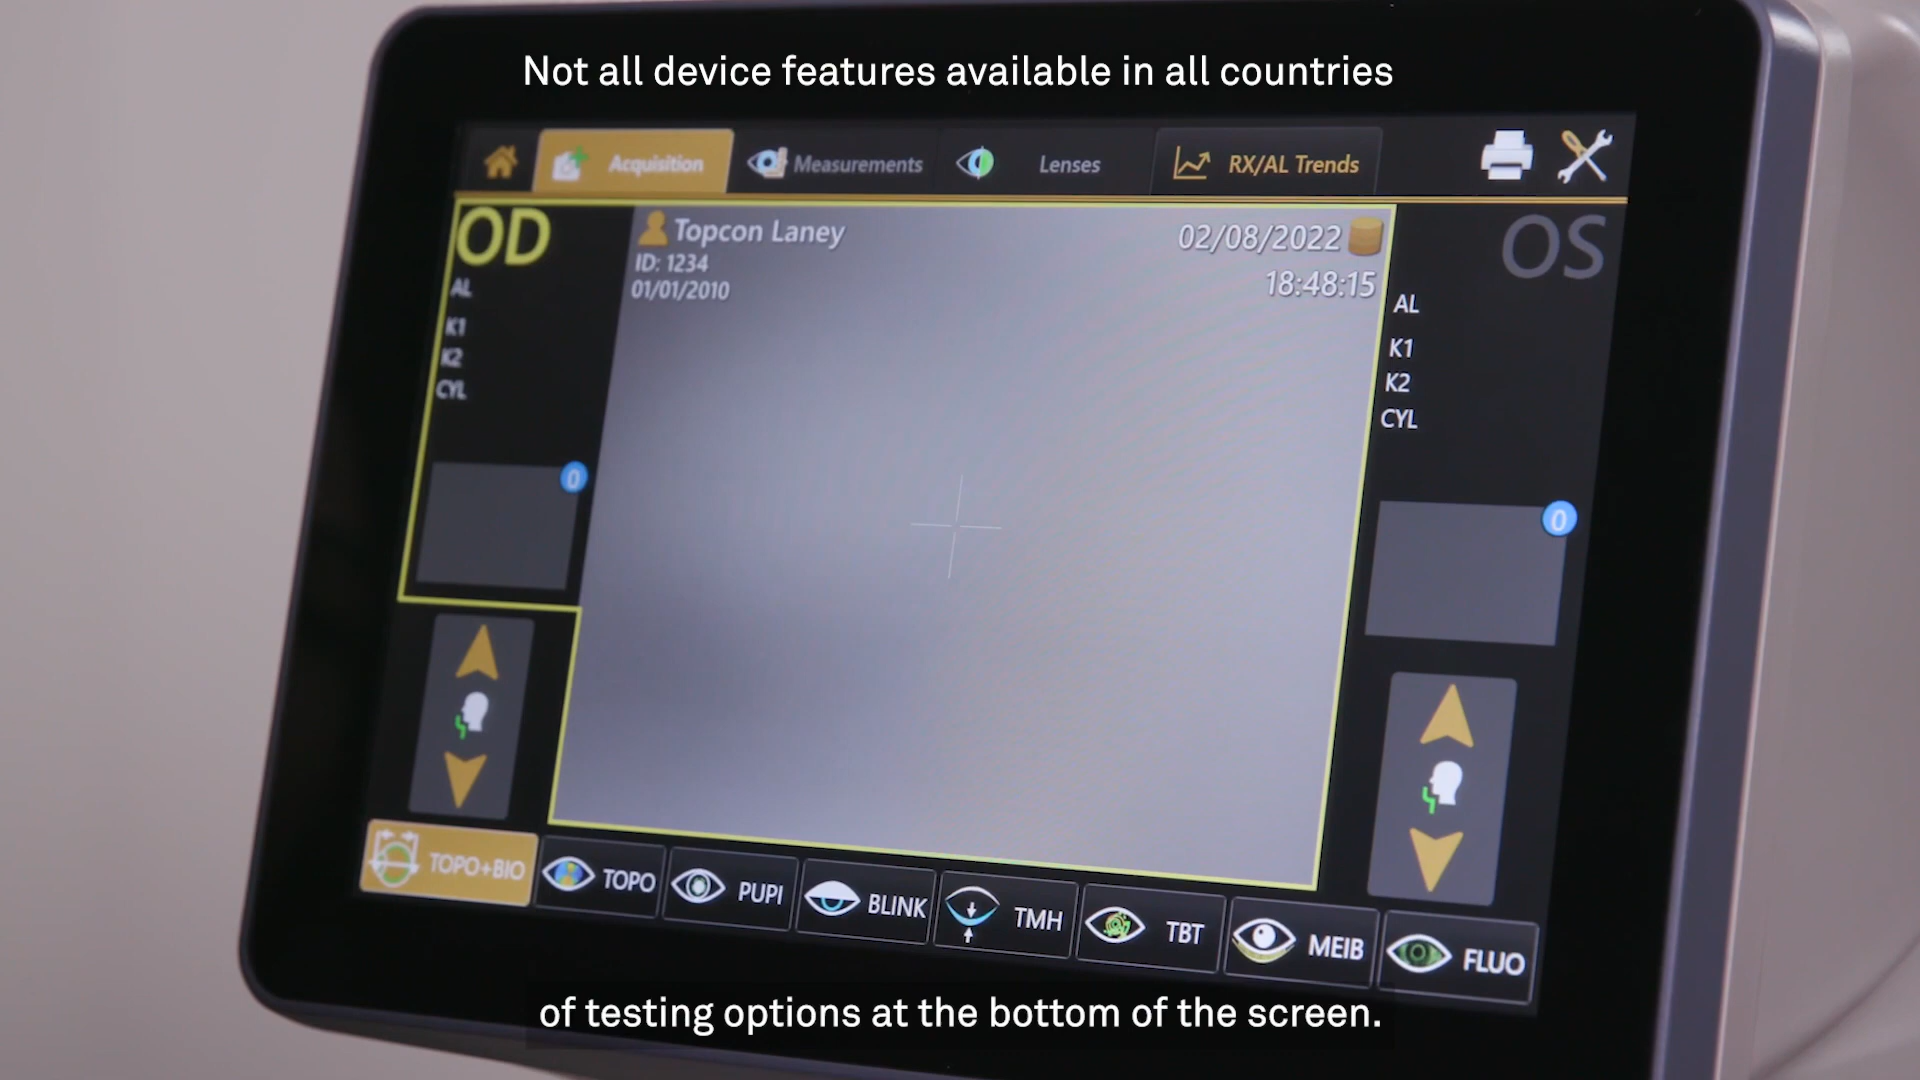 Not all device features available in all countries
Acquisition
Measurements
Lenses
RX/AL Trends
OD
Topcon Laney
02/08/2022
OS
ID: 1234
01/01/2010
18:48:15
AL
K1
K2
CYL
AL
K1
K2
CYL
0
0
TOPO+BIO
TOPO
PUPI
BLINK
TMH
TBT
MEIB
FLUO
of testing options at the bottom of the screen.